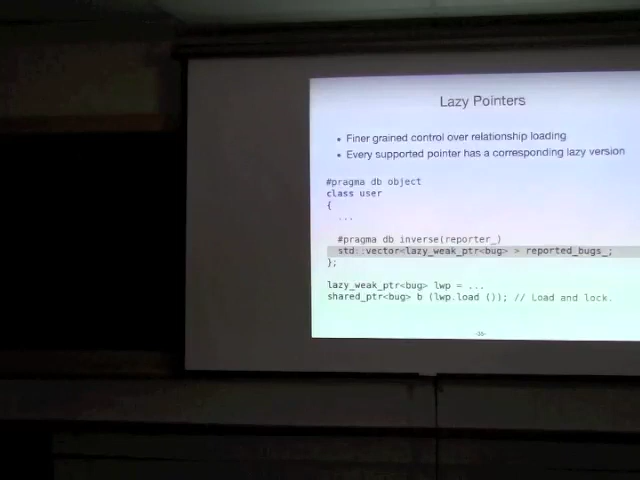 Lazy Pointers
• Finer grained control over relationship loading
• Every supported pointer has a corresponding lazy version
#pragma db object
class user
{
...
#pragma db inverse(reporter_)
std::vector<lazy_weak_ptr<bug> > reported_bugs_;
};
lazy_weak_ptr<bug> lwp = ...
shared_ptr<bug> b (lwp.load ()); // Load and lock.